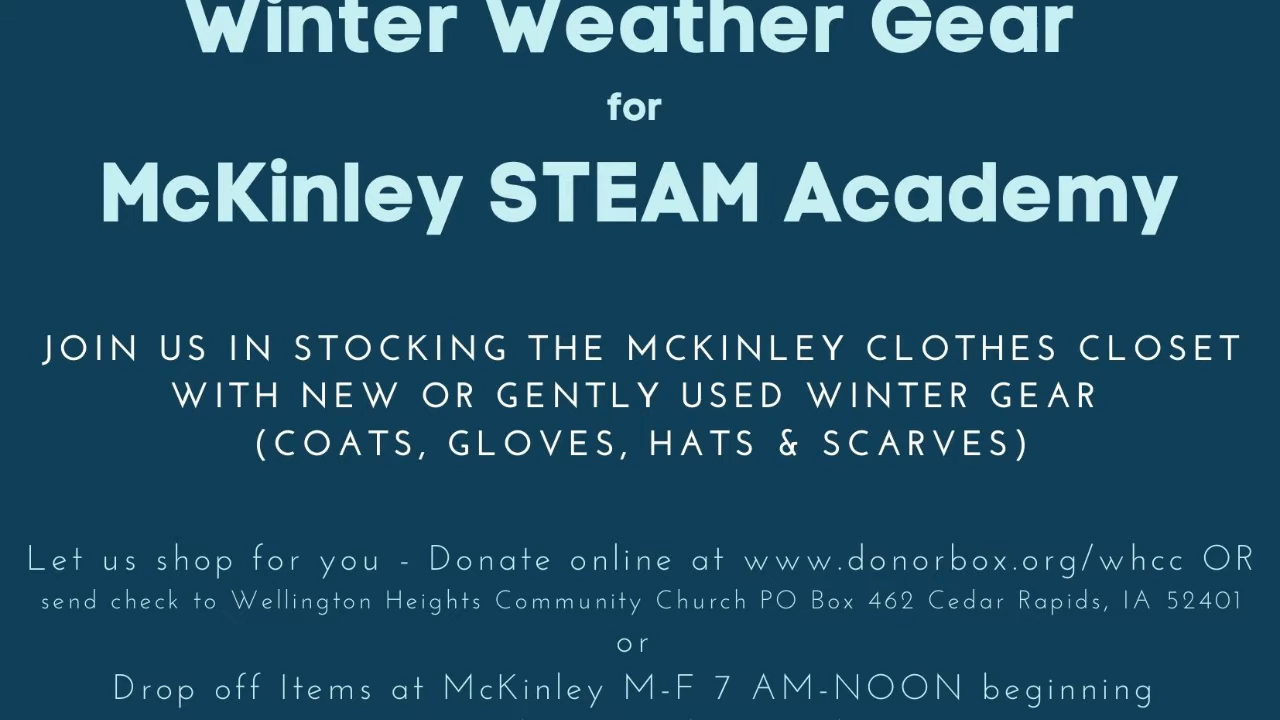 Winter Weather Gear
for
McKinley STEAM Academy
JOIN US IN STOCKING THE MCKINLEY CLOTHES CLOSET
WITH NEW OR GENTLY USED WINTER GEAR
(COATS, GLOVES, HATS & SCARVES)
Let us shop for you - Donate online at www.donorbox.org/whcc OR
send check to Wellington Heights Community Church PO Box 462 Cedar Rapids, IA 52401
or
Drop off Items at McKinley M-F 7 AM-NOON beginning